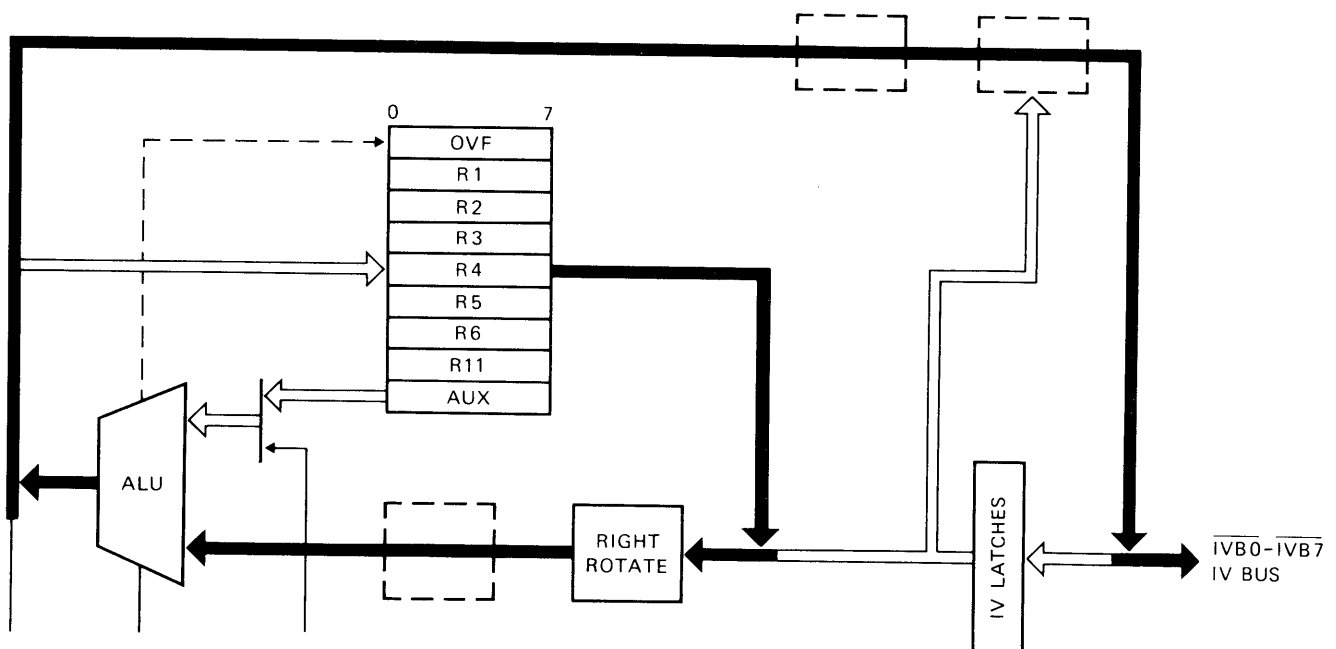 0 7
OVF
R1
R2
R3
R4
R5
R6
R11
AUX
ALU
RIGHT
ROTATE
IV LATCHES
IVB0-IVB7
IV BUS